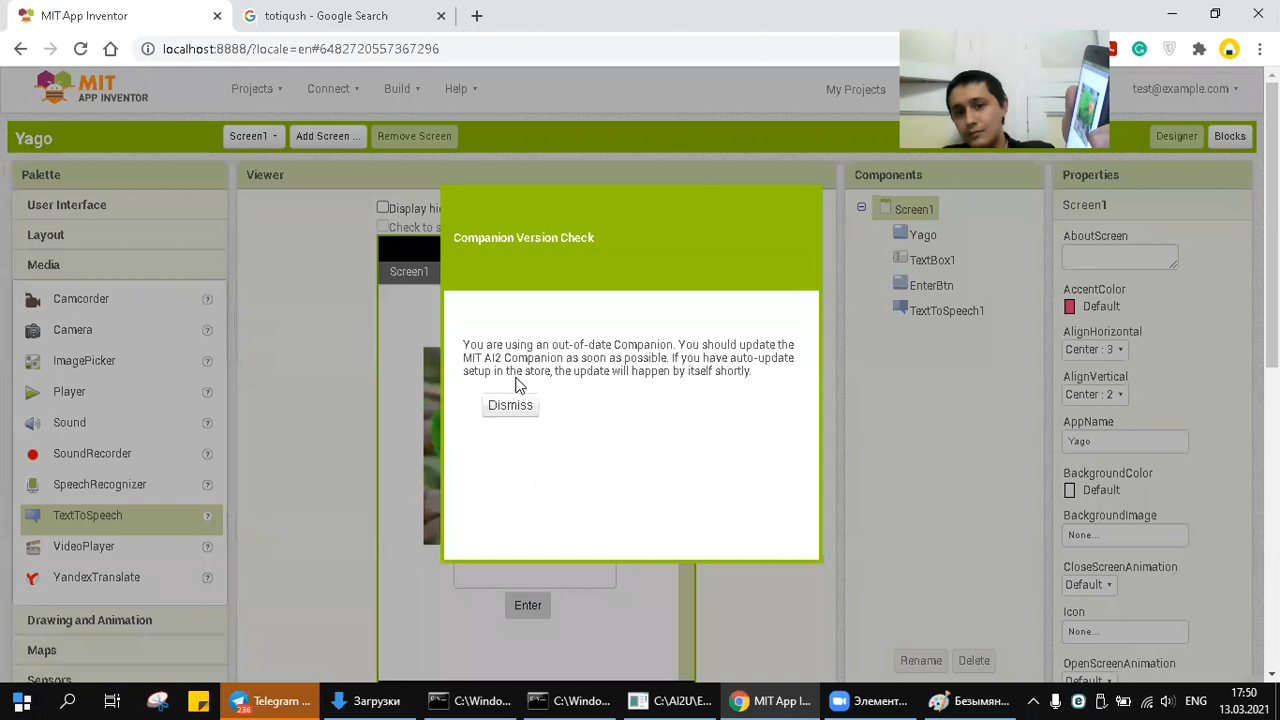 MIT App Inventor
totiqush - Google Search
localhost:8888/?locale=en#6482720557367296
MIT
APP INVENTOR
Projects
Connect
Build
Help
My Projects
test@example.com
Yago
Screen1
Add Screen ...
Remove Screen
Designer
Blocks
Palette
Viewer
Components
Properties
User Interface
Layout
Media
Camcorder
Camera
ImagePicker
Player
Sound
SoundRecorder
SpeechRecognizer
TextToSpeech
VideoPlayer
YandexTranslate
Drawing and Animation
Maps
Sensors
Display hi
Check to s
Screen1
Companion Version Check
You are using an out-of-date Companion. You should update the
MIT AI2 Companion as soon as possible. If you have auto-update
setup in the store, the update will happen by itself shortly.
Dismiss
Enter
Screen1
Yago
TextBox1
EnterBtn
TextToSpeech1
Rename
Delete
Screen1
AboutScreen
AccentColor
Default
AlignHorizontal
Center : 3
AlignVertical
Center : 2
AppName
Yago
BackgroundColor
Default
BackgroundImage
None...
CloseScreenAnimation
Default
Icon
None...
OpenScreenAnimation
Default
236
Telegram
Загрузки
C:\Windo...
C:\Windo...
C:\AI2U\E...
MIT App I...
Элемент...
Безымян...
ENG
17:50
13.03.2021